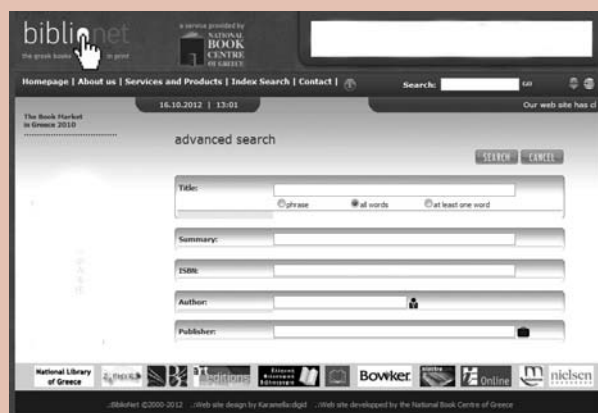 biblionet
the greek books in print
a service provided by
NATIONAL
BOOK
CENTRE
OF GREECE
Homepage | About us | Services and Products | Index Search | Contact |
Search:
GO
The Book Market
in Greece 2010
16.10.2012 | 13:01
Our web site has cl
advanced search
SEARCH
CANCEL
Title:
phrase
all words
at least one word
Summary:
ISBN:
Author:
Publisher:
National Library
of Greece
art
editions
Bowker
Online
nielsen
..:BiblioNet ©2000-2012 ..:Web site design by Karamella:digid ..:Web site developped by the National Book Centre of Greece